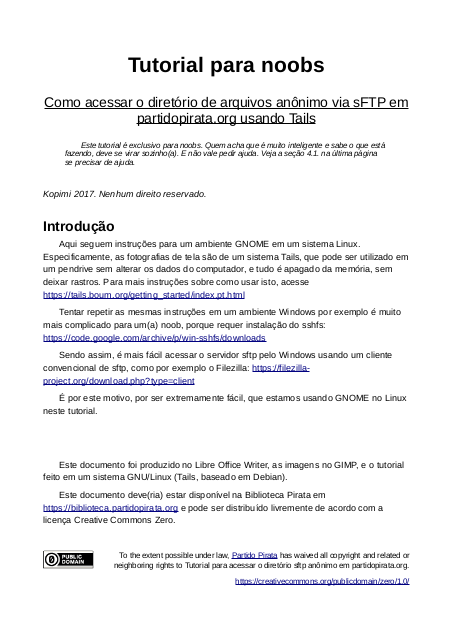 Tutorial para noobs
Como acessar o diretório de arquivos anônimo via sFTP em
partidopirata.org usando Tails
Este tutorial é exclusivo para noobs. Quem acha que é muito inteligente e sabe o que está
fazendo, deve se virar sozinho(a). E não vale pedir ajuda. Veja a seção 4.1. na última página
se precisar de ajuda.
Kopimi 2017. Nenhum direito reservado.
Introdução
Aqui seguem instruções para um ambiente GNOME em um sistema Linux.
Especificamente, as fotografias de tela são de um sistema Tails, que pode ser utilizado em
um pendrive sem alterar os dados do computador, e tudo é apagado da memória, sem
deixar rastros. Para mais instruções sobre como usar isto, acesse
https://tails.boum.org/getting_started/index.pt.html
Tentar repetir as mesmas instruções em um ambiente Windows por exemplo é muito
mais complicado para um(a) noob, porque requer instalação do sshfs:
https://code.google.com/archive/p/win-sshfs/downloads
Sendo assim, é mais fácil acessar o servidor sftp pelo Windows usando um cliente
convencional de sftp, como por exemplo o Filezilla: https://filezilla-
project.org/download.php?type=client
É por este motivo, por ser extremamente fácil, que estamos usando GNOME no Linux
neste tutorial.
Este documento foi produzido no Libre Office Writer, as imagens no GIMP, e o tutorial
feito em um sistema GNU/Linux (Tails, baseado em Debian).
Este documento deve(ria) estar disponível na Biblioteca Pirata em
https://biblioteca.partidopirata.org e pode ser distribuído livremente de acordo com a
licença Creative Commons Zero.
PUBLIC
DOMAIN
To the extent possible under law, Partido Pirata has waived all copyright and related or
neighboring rights to Tutorial para acessar o diretório sftp anônimo em partidopirata.org.
https://creativecommons.org/publicdomain/zero/1.0/